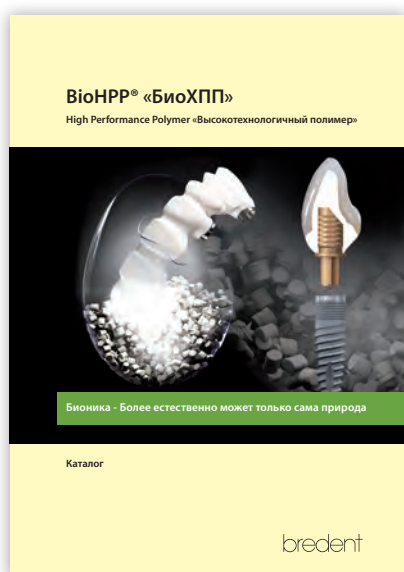 BioHPP® «БиоХПП»
High Performance Polymer «Высокотехнологичный полимер»
Бионика - Более естественно может только сама природа
Каталог
bredent